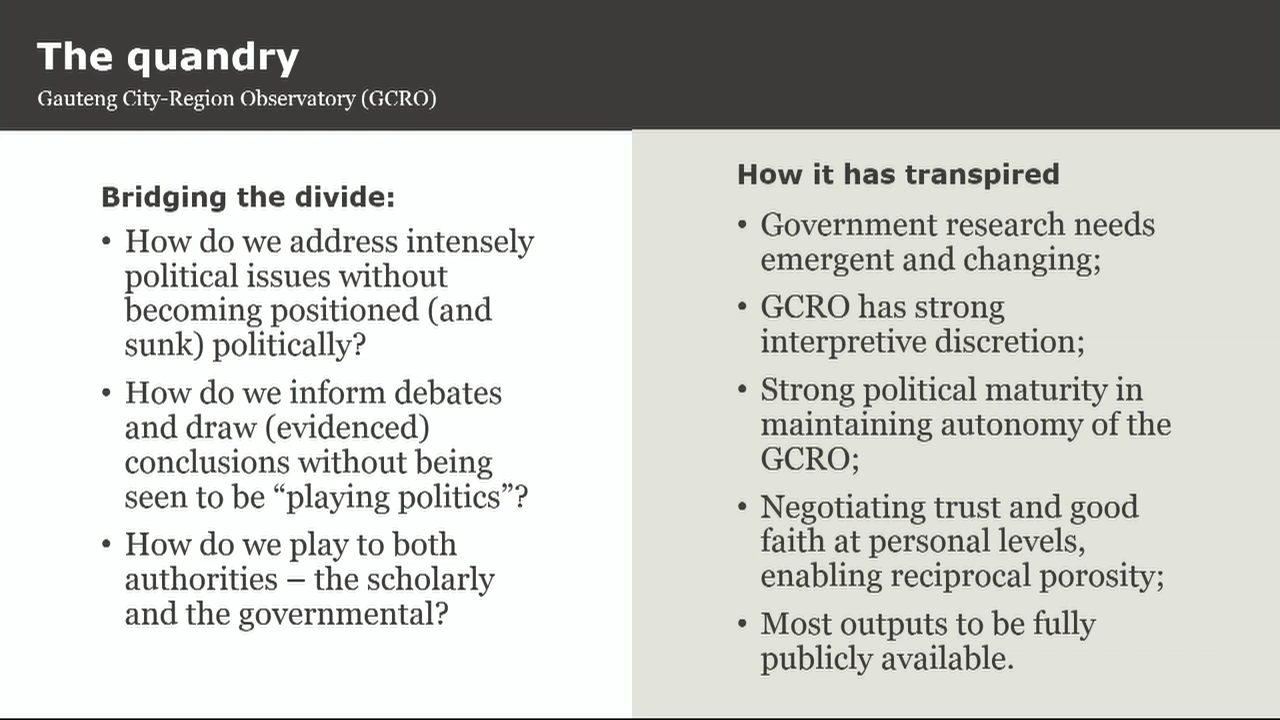 The quandry
Gauteng City-Region Observatory (GCRO)
Bridging the divide:
• How do we address intensely
political issues without
becoming positioned (and
sunk) politically?
• How do we inform debates
and draw (evidenced)
conclusions without being
seen to be “playing politics”?
• How do we play to both
authorities – the scholarly
and the governmental?
How it has transpired
• Government research needs
emergent and changing;
• GCRO has strong
interpretive discretion;
• Strong political maturity in
maintaining autonomy of the
GCRO;
• Negotiating trust and good
faith at personal levels,
enabling reciprocal porosity;
• Most outputs to be fully
publicly available.